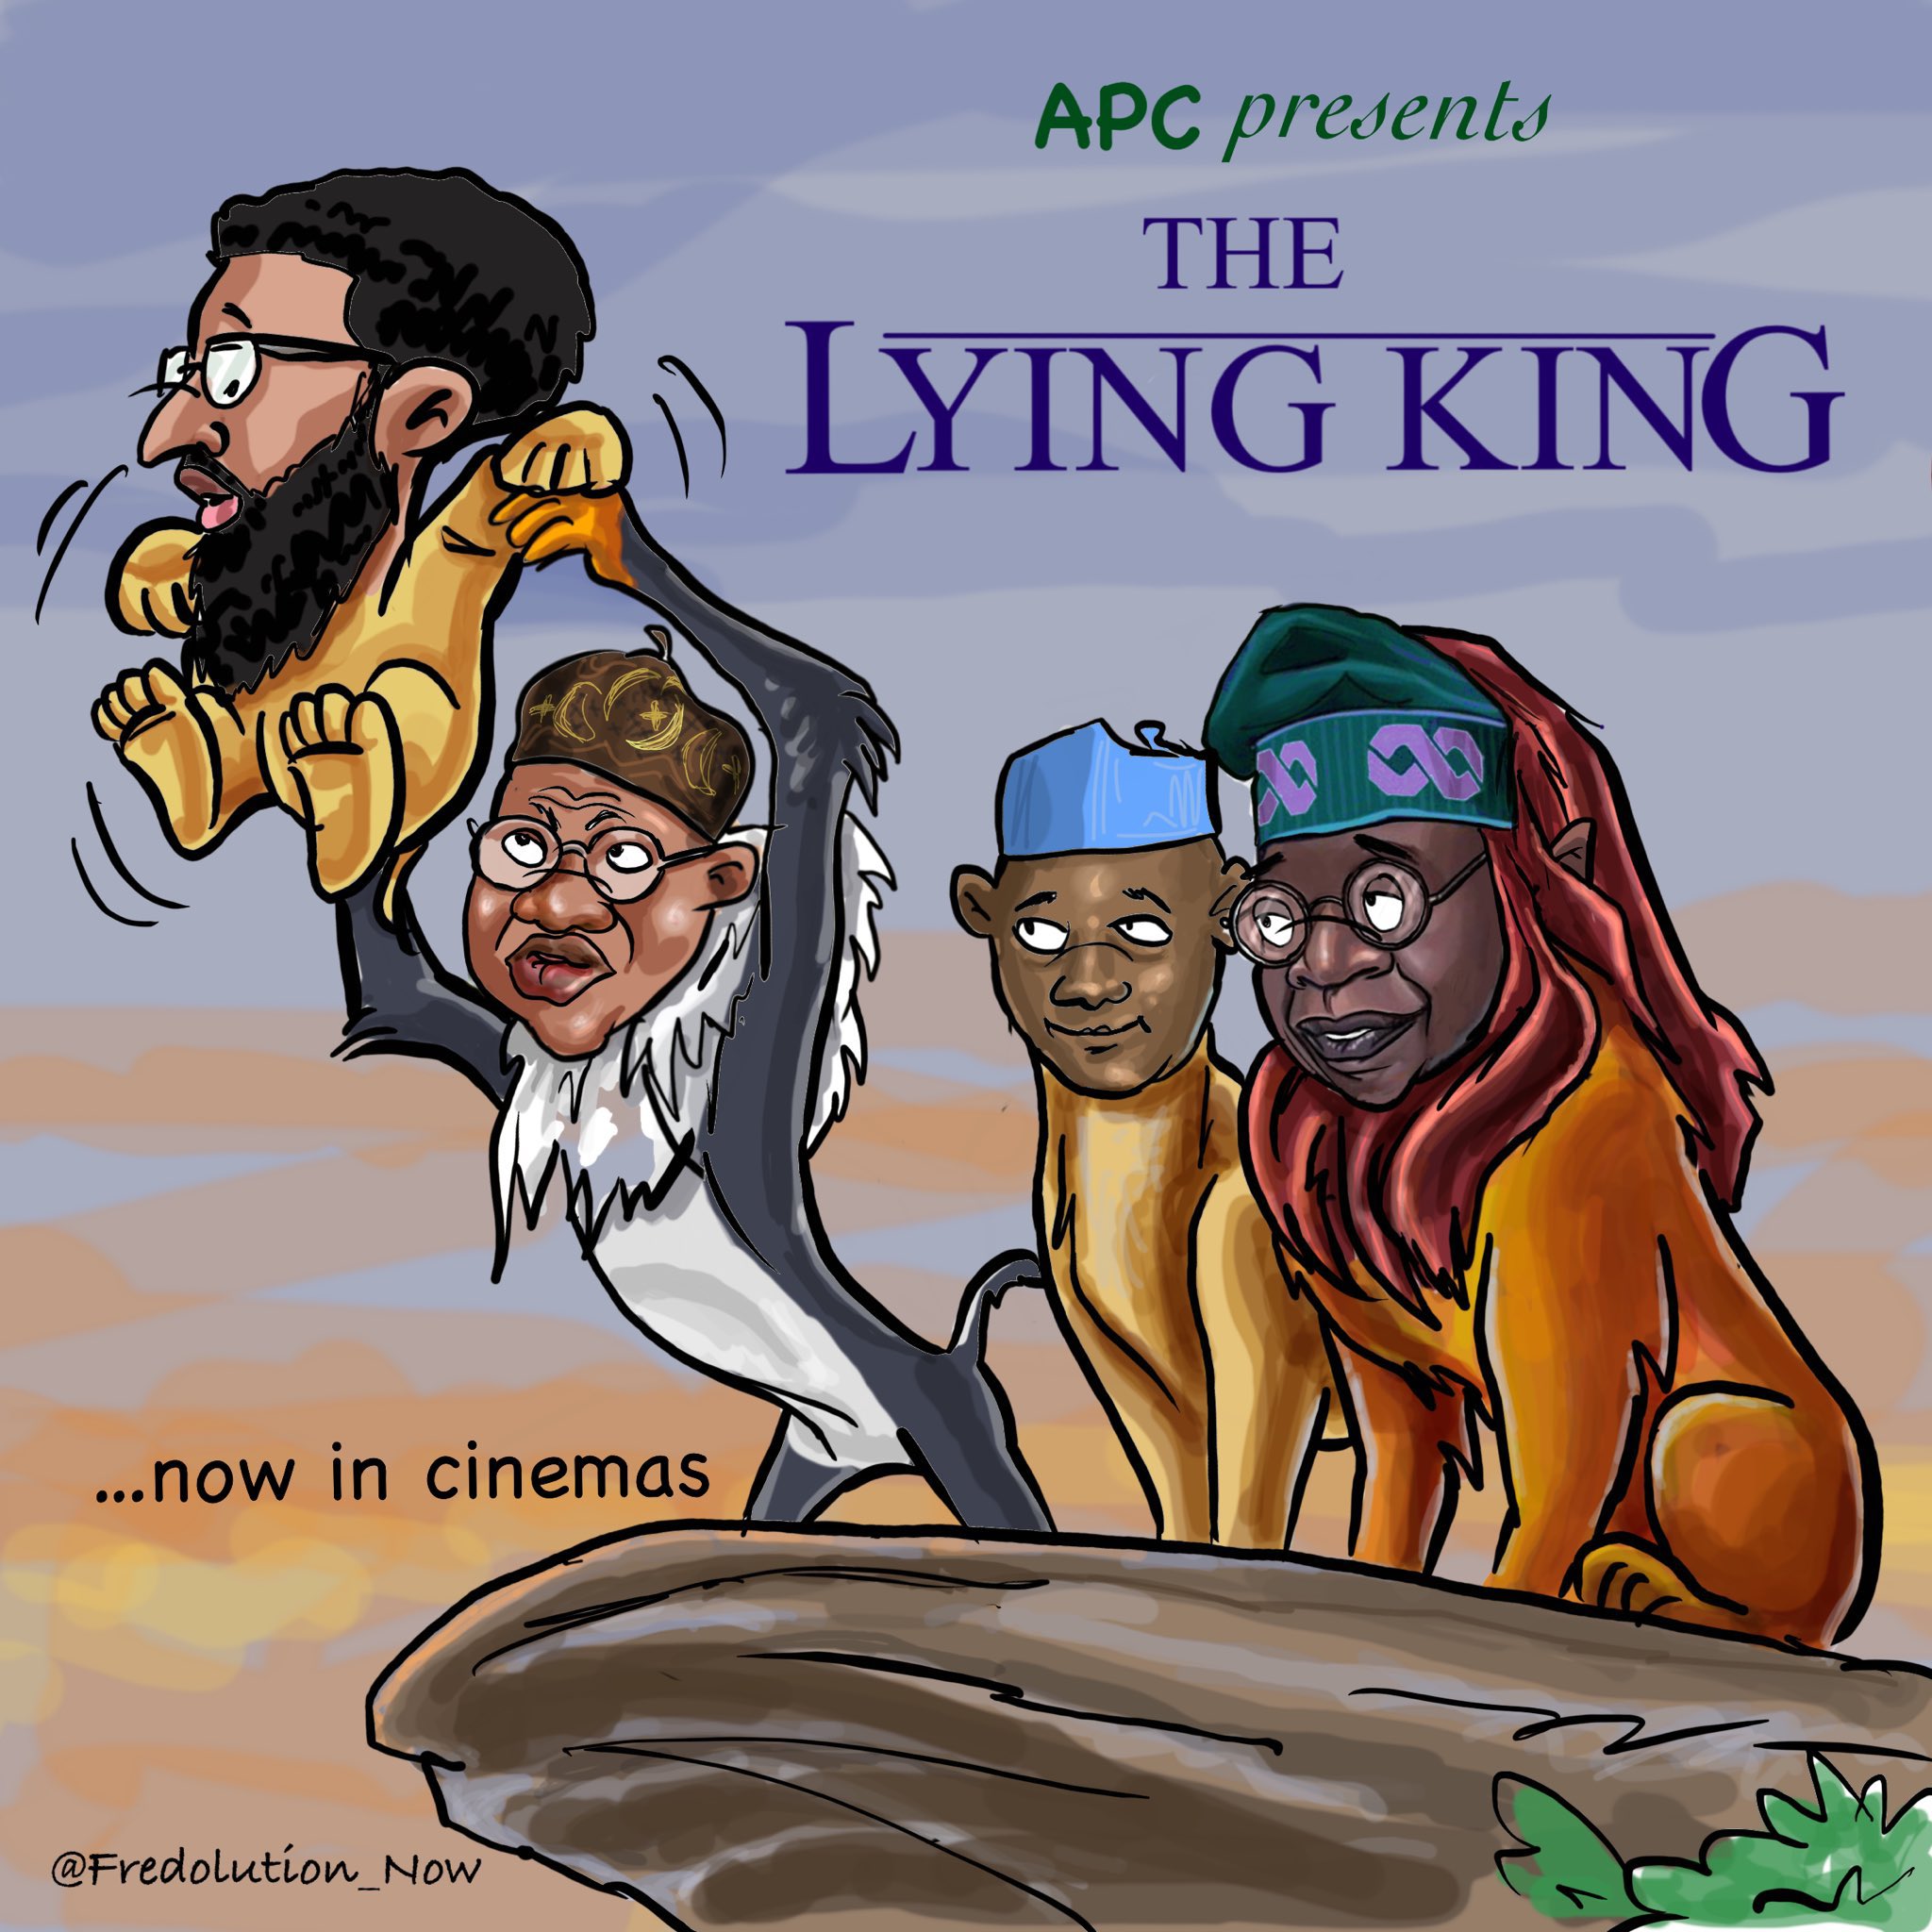 APC presents
THE
LYING KING
...now in cinemas
@Fredolution_Now